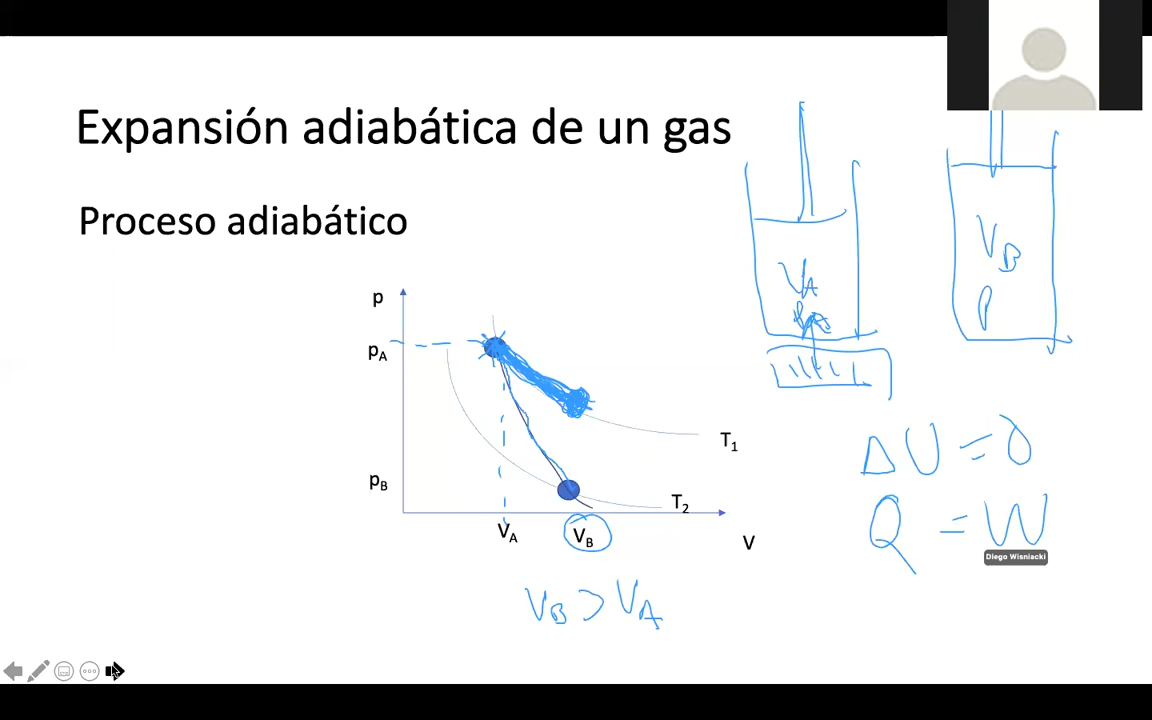 Expansión adiabática de un gas
Proceso adiabático
p
pA
pB
VA
VB
V
T1
T2
VB > VA
VA
VB
P
ΔU = 0
Q = W
Diego Wisniacki